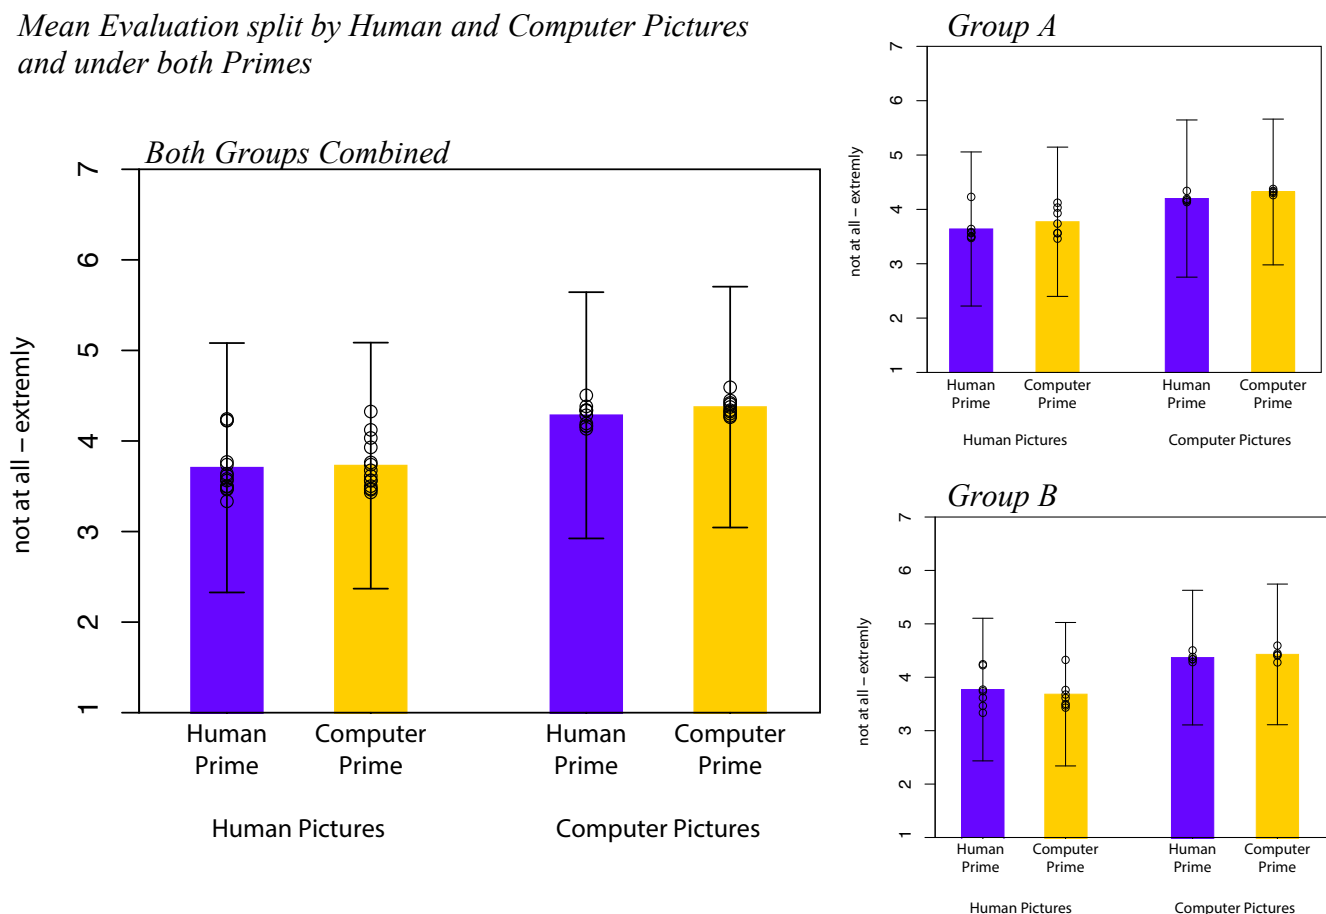 Mean Evaluation split by Human and Computer Pictures
and under both Primes
Both Groups Combined
7
6
5
4
3
2
1
not at all – extremly
Human Prime
Computer Prime
Human Prime
Computer Prime
Human Pictures
Computer Pictures
Group A
7
6
5
4
3
2
1
not at all – extremly
Human Prime
Computer Prime
Human Prime
Computer Prime
Human Pictures
Computer Pictures
Group B
7
6
5
4
3
2
1
not at all – extremly
Human Prime
Computer Prime
Human Prime
Computer Prime
Human Pictures
Computer Pictures